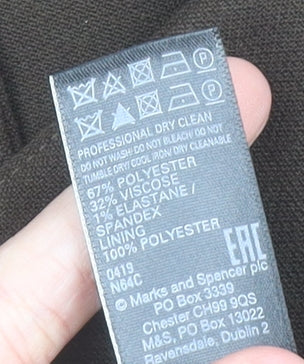 PROFESSIONAL DRY CLEAN
DO NOT WASH/ DO NOT BLEACH/ DO NOT
TUMBLE DRY/ COOL IRON/ DRY CLEANABLE
67% POLYESTER
32% VISCOSE
1% ELASTANE /
SPANDEX
LINING
100% POLYESTER
0419
N64C
EAC
© Marks and Spencer plc
PO Box 3339
Chester CH99 9QS
M&S, PO Box 13022
Ravensdale, Dublin 2